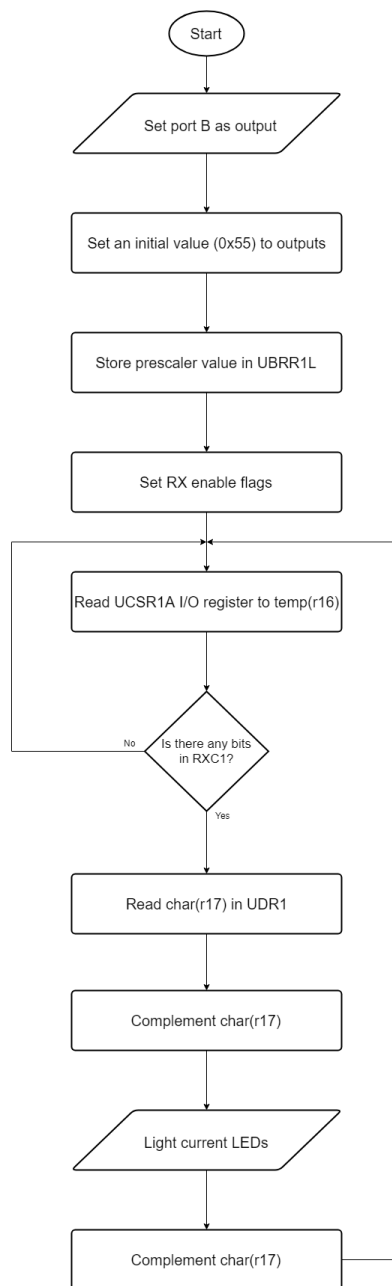 Start
Set port B as output
Set an initial value (0x55) to outputs
Store prescaler value in UBRR1L
Set RX enable flags
Read UCSR1A I/O register to temp(r16)
Is there any bits
in RXC1?
No
Yes
Read char(r17) in UDR1
Complement char(r17)
Light current LEDs
Complement char(r17)